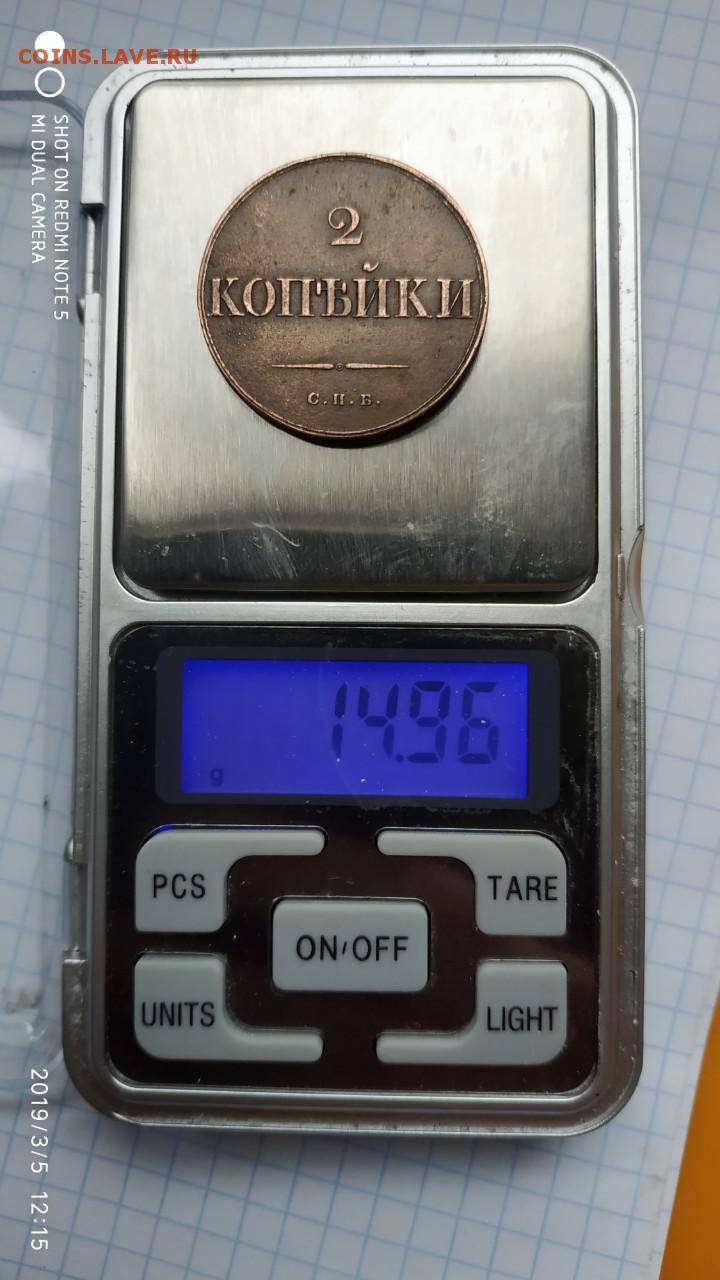 COINS.LAVE.RU
SHOT ON REDMI NOTE 5
MI DUAL CAMERA
2
КОПѢЙКИ
С.П.Б.
14.96
g
PCS
TARE
ON/OFF
UNITS
LIGHT
2019/3/5 12:15